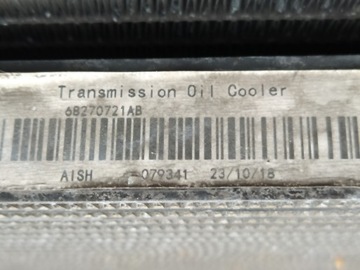 Transmission Oil Cooler
68270721AB
AISH 079341 23/10/18